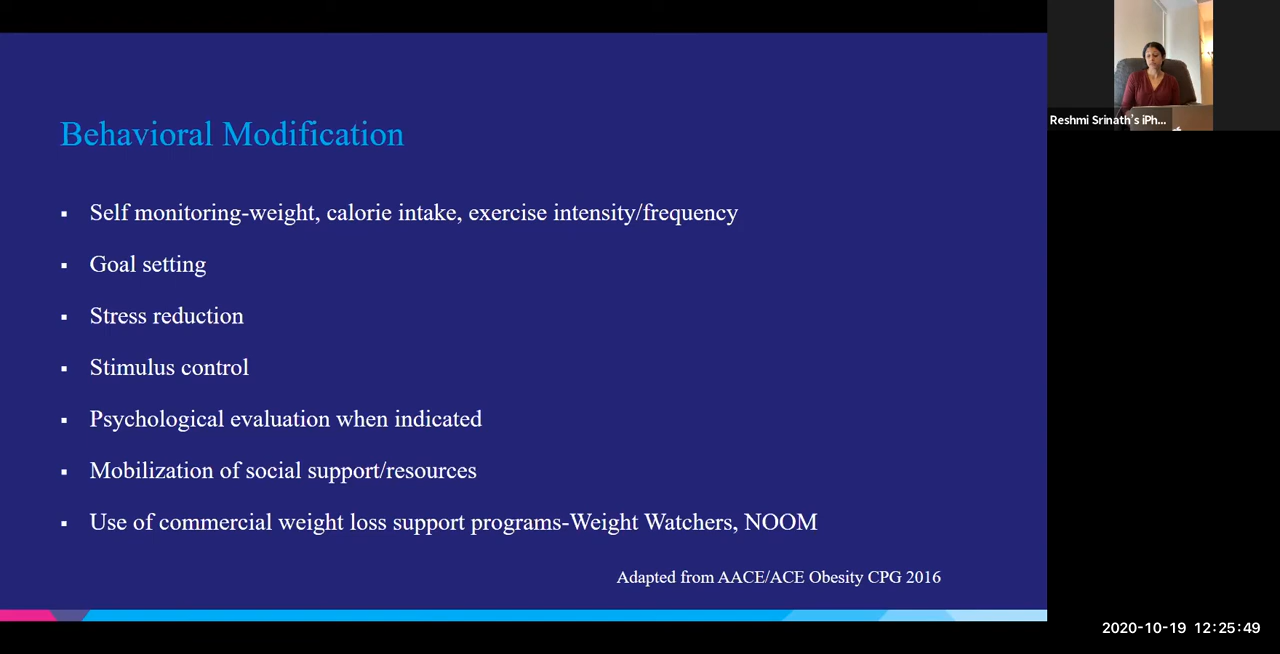 Behavioral Modification
Self monitoring-weight, calorie intake, exercise intensity/frequency
Goal setting
Stress reduction
Stimulus control
Psychological evaluation when indicated
Mobilization of social support/resources
Use of commercial weight loss support programs-Weight Watchers, NOOM
Adapted from AACE/ACE Obesity CPG 2016
Reshmi Srinath's iPh...
2020-10-19 12:25:49